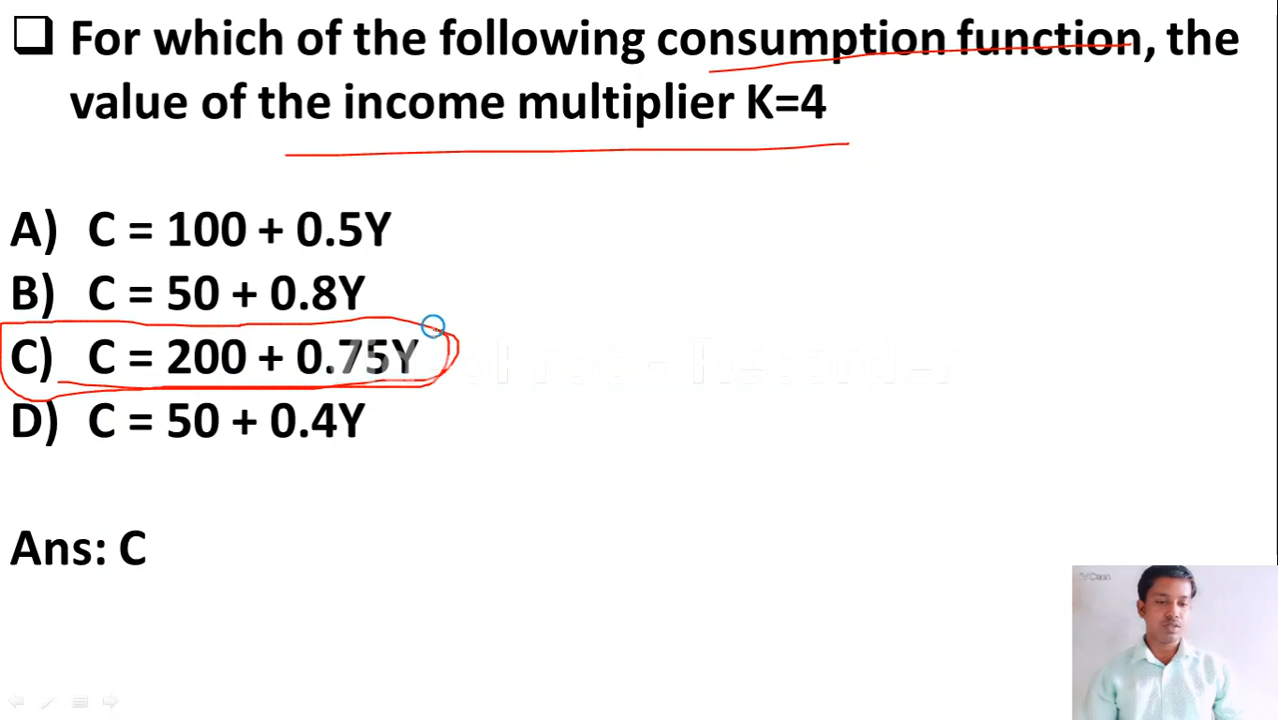 ❑ For which of the following consumption function, the
value of the income multiplier K=4
A) C = 100 + 0.5Y
B) C = 50 + 0.8Y
C) C = 200 + 0.75Y
D) C = 50 + 0.4Y
Ans: C